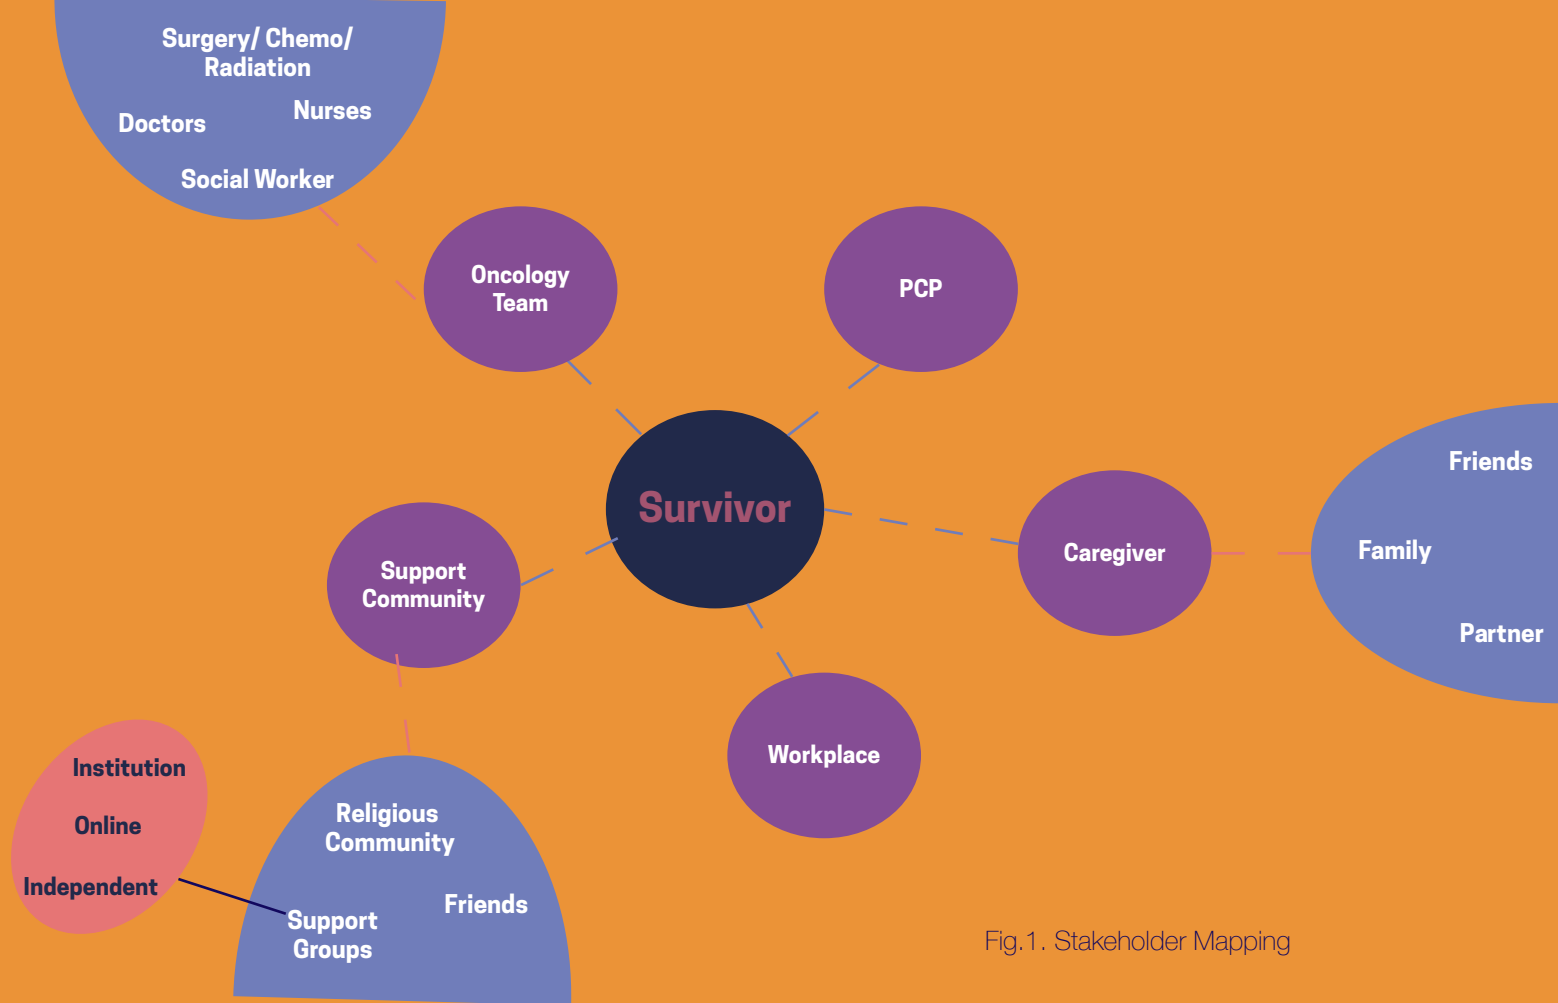 Surgery/ Chemo/
Radiation
Doctors
Nurses
Social Worker
Oncology
Team
PCP
Survivor
Friends
Family
Partner
Caregiver
Support
Community
Workplace
Institution
Online
Independent
Religious
Community
Friends
Support
Groups
Fig.1. Stakeholder Mapping